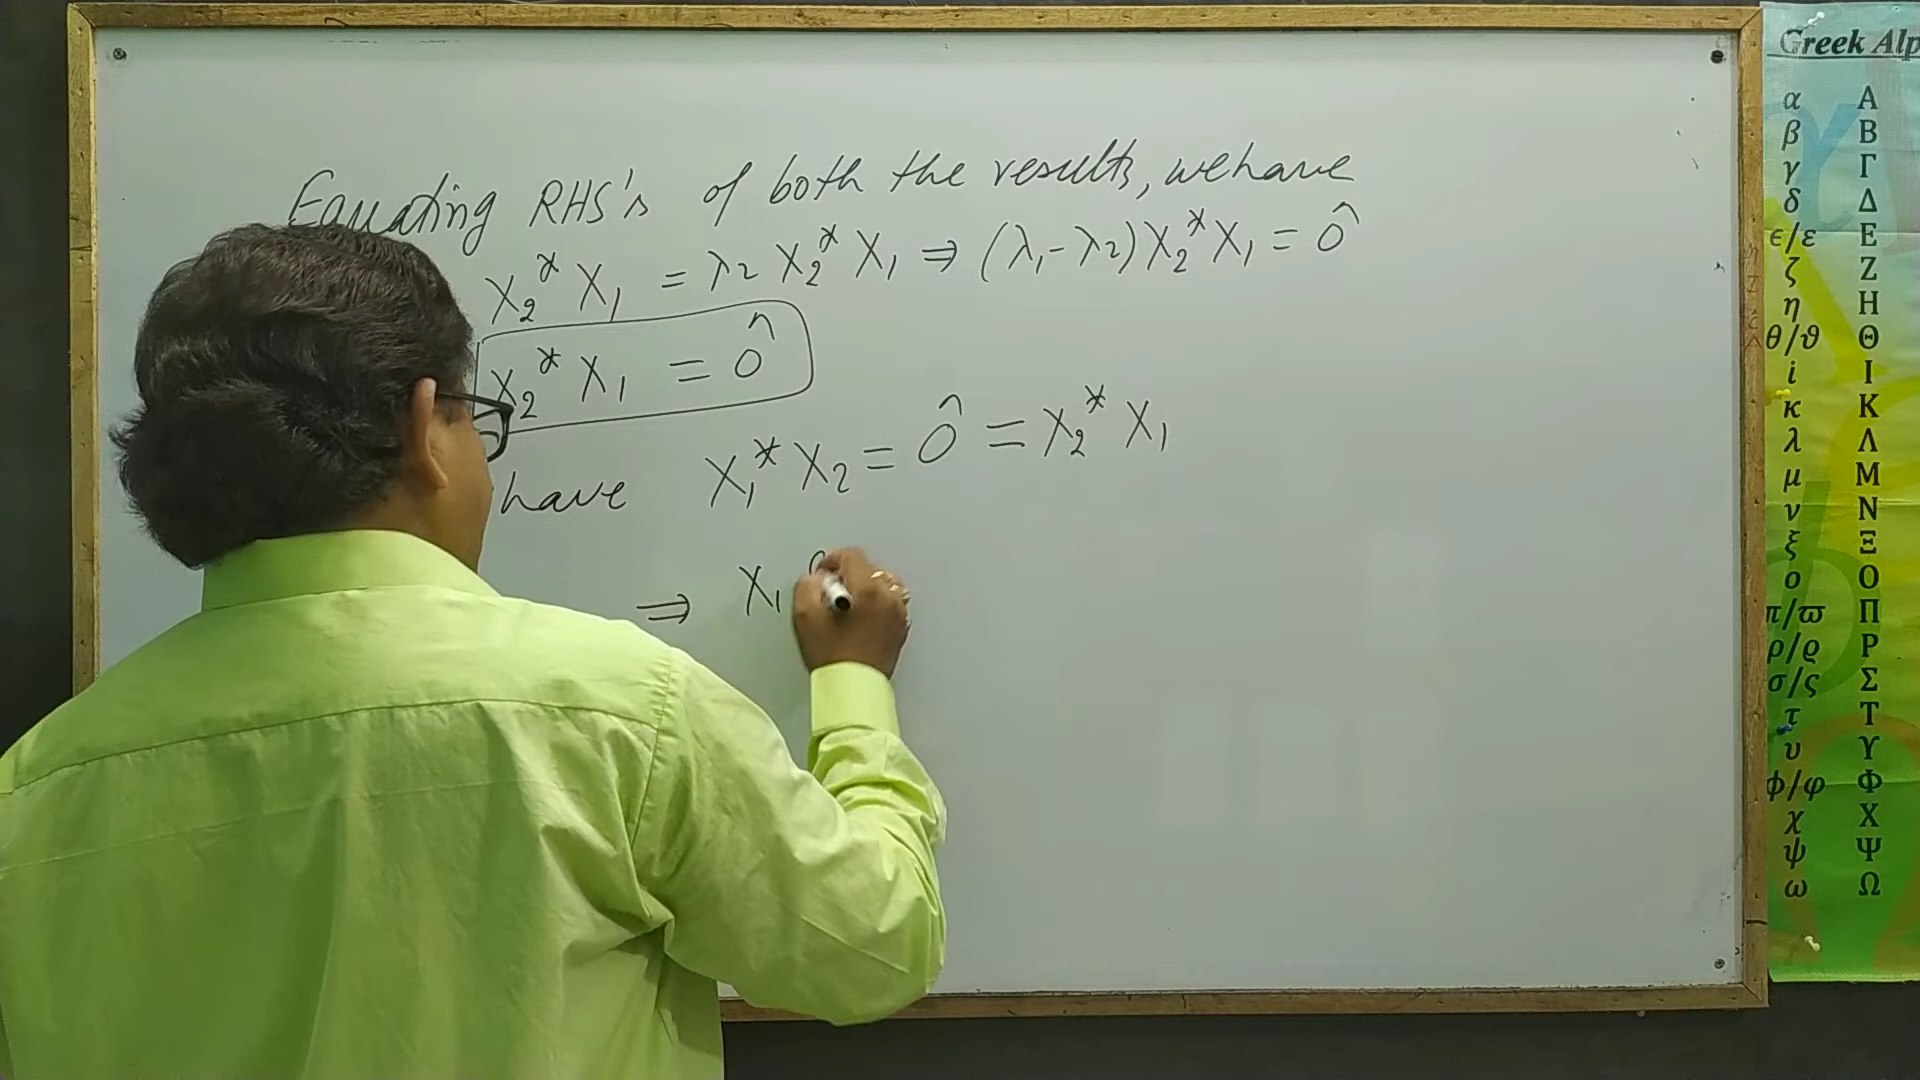 Equating RHS's of both the results, we have
X₂* X₁ = λ₂ X₂* X₁ ⇒ (λ₁ - λ₂) X₂* X₁ = ô
X₂* X₁ = ô
have X₁* X₂ = ô = X₂* X₁
⇒ X₁
Greek Alp
α Α
β Β
γ Γ
δ Δ
ϵ/ε Ε
ζ Ζ
η Η
θ/ϑ Θ
i Ι
κ Κ
λ Λ
μ Μ
ν Ν
ξ Ξ
ο Ο
π/ϖ Π
ρ/ϱ Ρ
σ/ς Σ
τ Τ
υ Υ
ϕ/φ Φ
χ Χ
ψ Ψ
ω Ω